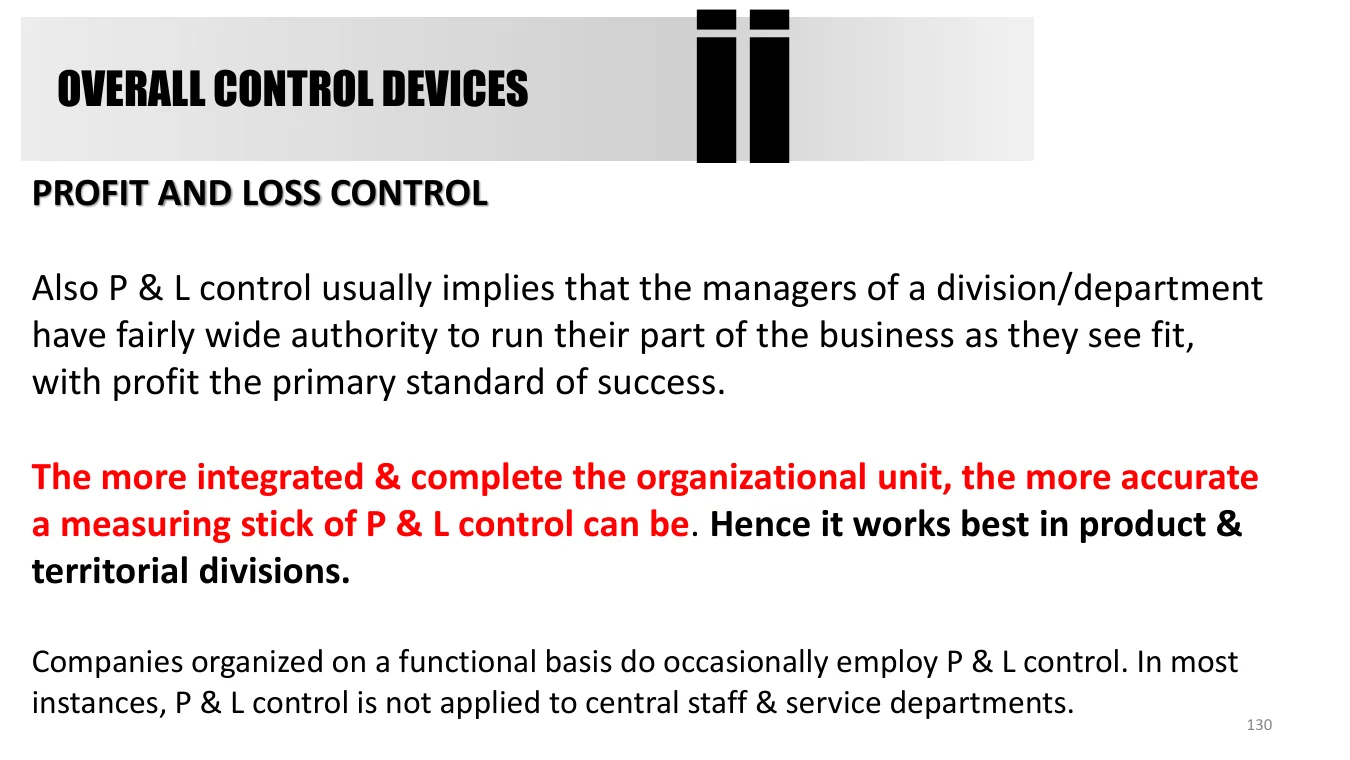 OVERALL CONTROL DEVICES
ii
PROFIT AND LOSS CONTROL
Also P & L control usually implies that the managers of a division/department
have fairly wide authority to run their part of the business as they see fit,
with profit the primary standard of success.
The more integrated & complete the organizational unit, the more accurate
a measuring stick of P & L control can be. Hence it works best in product &
territorial divisions.
Companies organized on a functional basis do occasionally employ P & L control. In most
instances, P & L control is not applied to central staff & service departments.
130